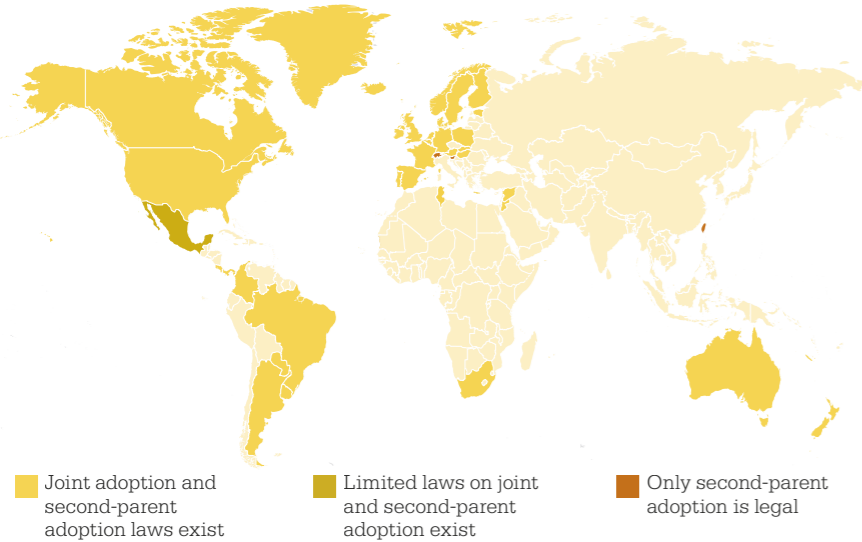 Joint adoption and
second-parent
adoption laws exist
Limited laws on joint
and second-parent
adoption exist
Only second-parent
adoption is legal